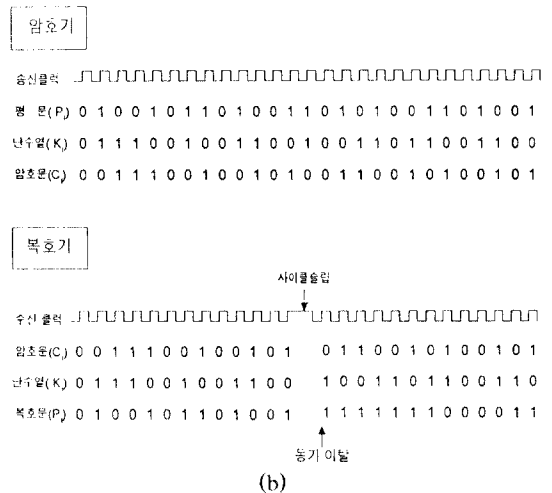 암호기
송신클럭
평 문(Pᵢ) 0 1 0 0 1 0 1 1 0 1 0 0 1 1 0 1 0 1 0 0 1 1 0 1 0 0 1
난수열(Kᵢ) 0 1 1 1 0 0 1 0 0 1 1 0 0 1 0 0 1 1 0 1 1 0 0 1 1 0 0
암호문(Cᵢ) 0 0 1 1 1 0 0 1 0 0 1 0 1 0 0 1 1 0 0 1 0 1 0 0 1 0 1
복호기
사이클슬립
수신 클럭
암호문(Cᵢ) 0 0 1 1 1 0 0 1 0 0 1 0 1 0 1 1 0 0 1 0 1 0 0 1 0 1
난수열(Kᵢ) 0 1 1 1 0 0 1 0 0 1 1 0 0 1 0 0 1 1 0 1 1 0 0 1 1 0
복호문(Pᵢ) 0 1 0 0 1 0 1 1 0 1 0 0 1 1 1 1 1 1 1 1 0 0 0 0 1 1
동기 이탈
(b)